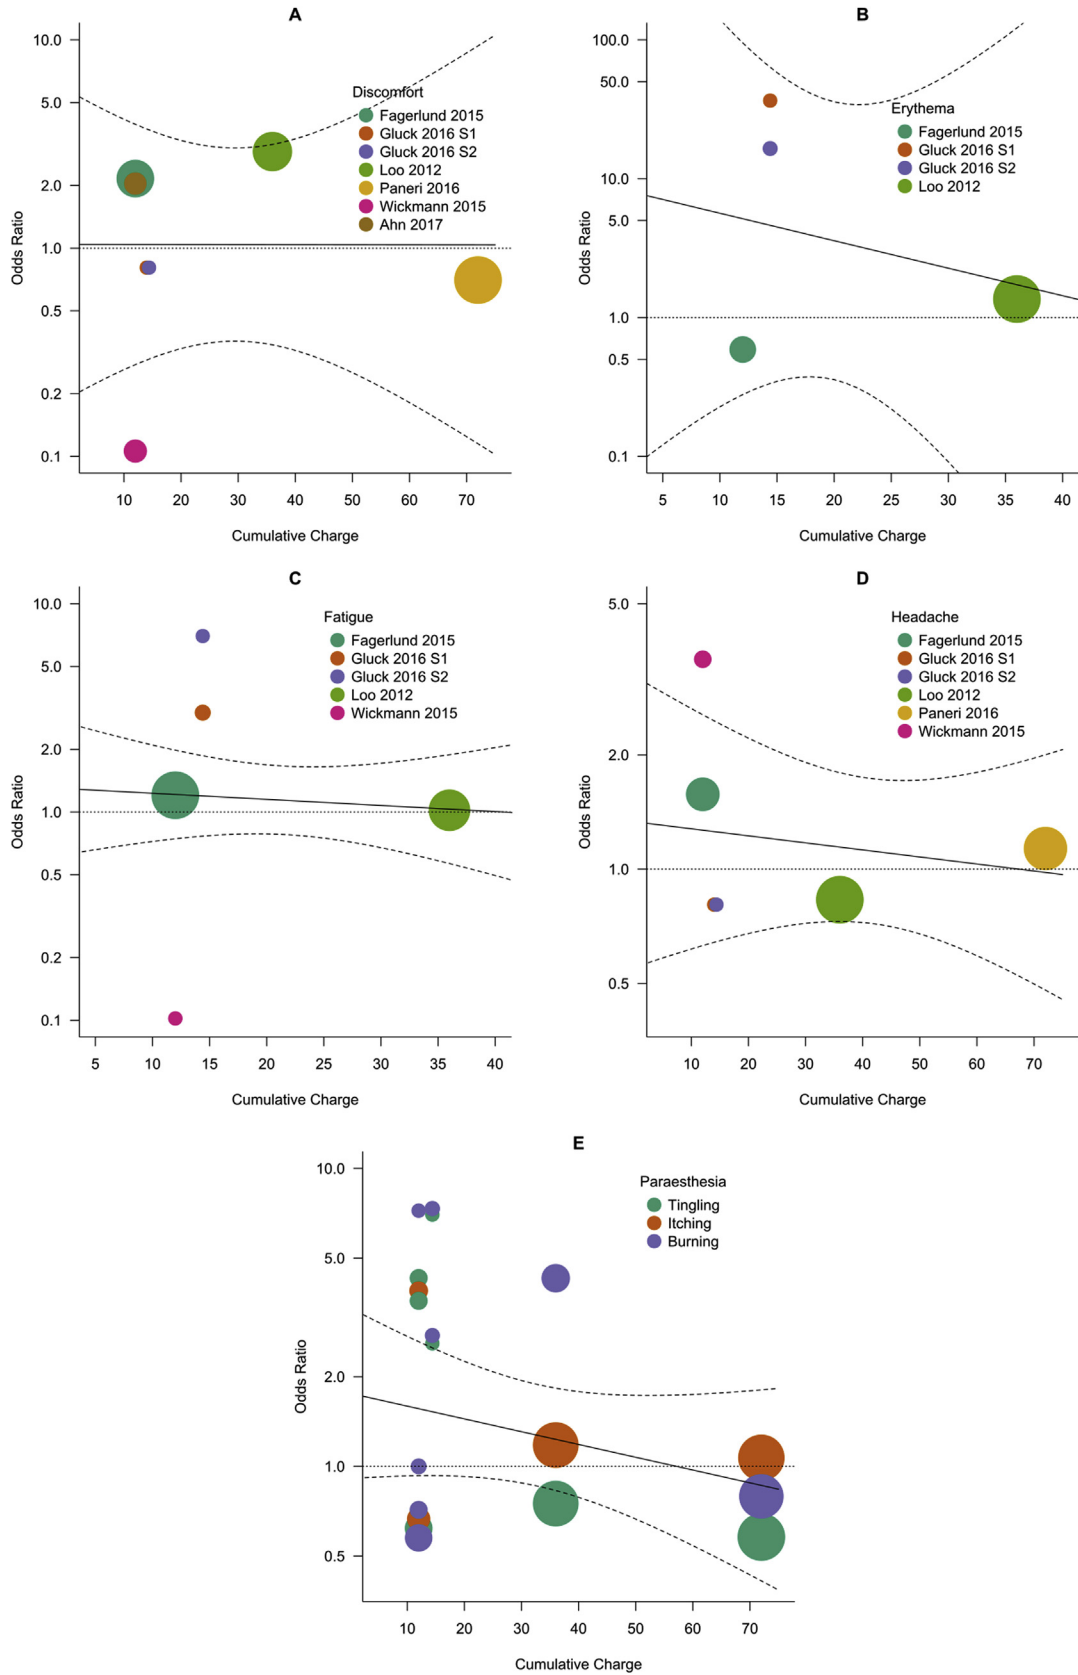 A
10.0
5.0
2.0
1.0
0.5
0.2
0.1
Odds Ratio
Discomfort
Fagerlund 2015
Gluck 2016 S1
Gluck 2016 S2
Loo 2012
Paneri 2016
Wickmann 2015
Ahn 2017
10 20 30 40 50 60 70
Cumulative Charge
B
100.0
50.0
10.0
5.0
1.0
0.5
0.1
Odds Ratio
Erythema
Fagerlund 2015
Gluck 2016 S1
Gluck 2016 S2
Loo 2012
5 10 15 20 25 30 35 40
Cumulative Charge
C
10.0
5.0
2.0
1.0
0.5
0.2
0.1
Odds Ratio
Fatigue
Fagerlund 2015
Gluck 2016 S1
Gluck 2016 S2
Loo 2012
Wickmann 2015
5 10 15 20 25 30 35 40
Cumulative Charge
D
5.0
2.0
1.0
0.5
Odds Ratio
Headache
Fagerlund 2015
Gluck 2016 S1
Gluck 2016 S2
Loo 2012
Paneri 2016
Wickmann 2015
10 20 30 40 50 60 70
Cumulative Charge
E
10.0
5.0
2.0
1.0
0.5
Odds Ratio
Paraesthesia
Tingling
Itching
Burning
10 20 30 40 50 60 70
Cumulative Charge